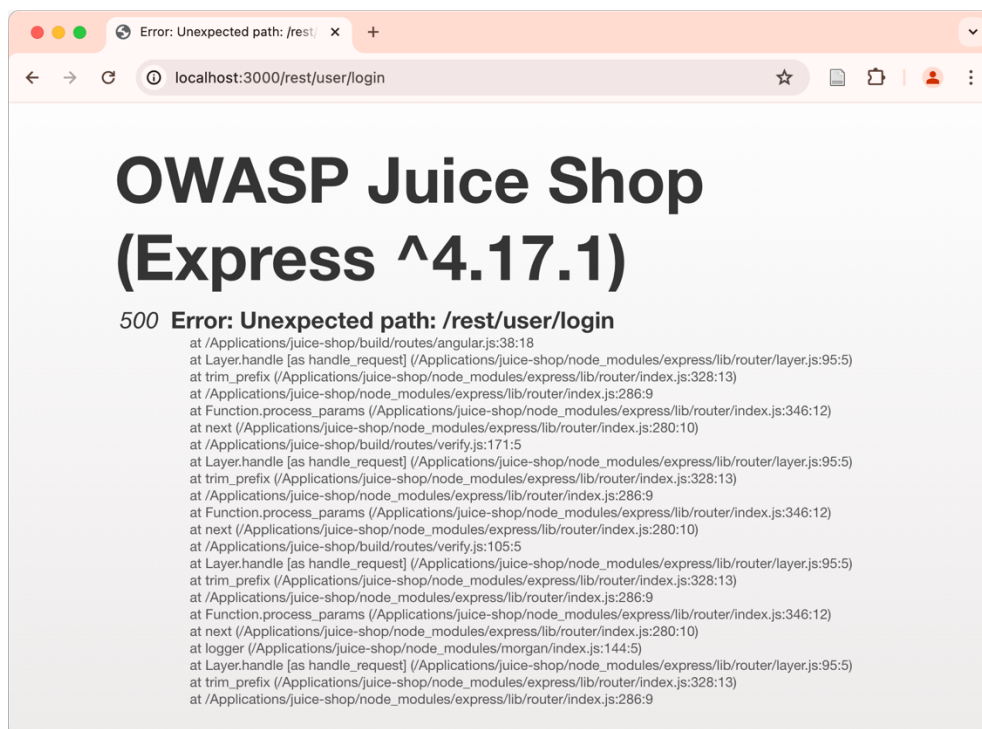 Error: Unexpected path: /rest/
localhost:3000/rest/user/login
OWASP Juice Shop
(Express ^4.17.1)
500 Error: Unexpected path: /rest/user/login
at /Applications/juice-shop/build/routes/angular.js:38:18
at Layer.handle [as handle_request] (/Applications/juice-shop/node_modules/express/lib/router/layer.js:95:5)
at trim_prefix (/Applications/juice-shop/node_modules/express/lib/router/index.js:328:13)
at /Applications/juice-shop/node_modules/express/lib/router/index.js:286:9
at Function.process_params (/Applications/juice-shop/node_modules/express/lib/router/index.js:346:12)
at next (/Applications/juice-shop/node_modules/express/lib/router/index.js:280:10)
at /Applications/juice-shop/build/routes/verify.js:171:5
at Layer.handle [as handle_request] (/Applications/juice-shop/node_modules/express/lib/router/layer.js:95:5)
at trim_prefix (/Applications/juice-shop/node_modules/express/lib/router/index.js:328:13)
at /Applications/juice-shop/node_modules/express/lib/router/index.js:286:9
at Function.process_params (/Applications/juice-shop/node_modules/express/lib/router/index.js:346:12)
at next (/Applications/juice-shop/node_modules/express/lib/router/index.js:280:10)
at /Applications/juice-shop/build/routes/verify.js:105:5
at Layer.handle [as handle_request] (/Applications/juice-shop/node_modules/express/lib/router/layer.js:95:5)
at trim_prefix (/Applications/juice-shop/node_modules/express/lib/router/index.js:328:13)
at /Applications/juice-shop/node_modules/express/lib/router/index.js:286:9
at Function.process_params (/Applications/juice-shop/node_modules/express/lib/router/index.js:346:12)
at next (/Applications/juice-shop/node_modules/express/lib/router/index.js:280:10)
at logger (/Applications/juice-shop/node_modules/morgan/index.js:144:5)
at Layer.handle [as handle_request] (/Applications/juice-shop/node_modules/express/lib/router/layer.js:95:5)
at trim_prefix (/Applications/juice-shop/node_modules/express/lib/router/index.js:328:13)
at /Applications/juice-shop/node_modules/express/lib/router/index.js:286:9